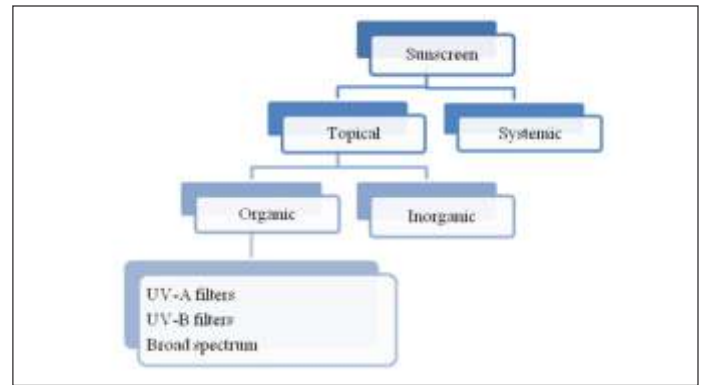 Sunscreen
Topical
Systemic
Organic
Inorganic
UV-A filters
UV-B filters
Broad spectrum